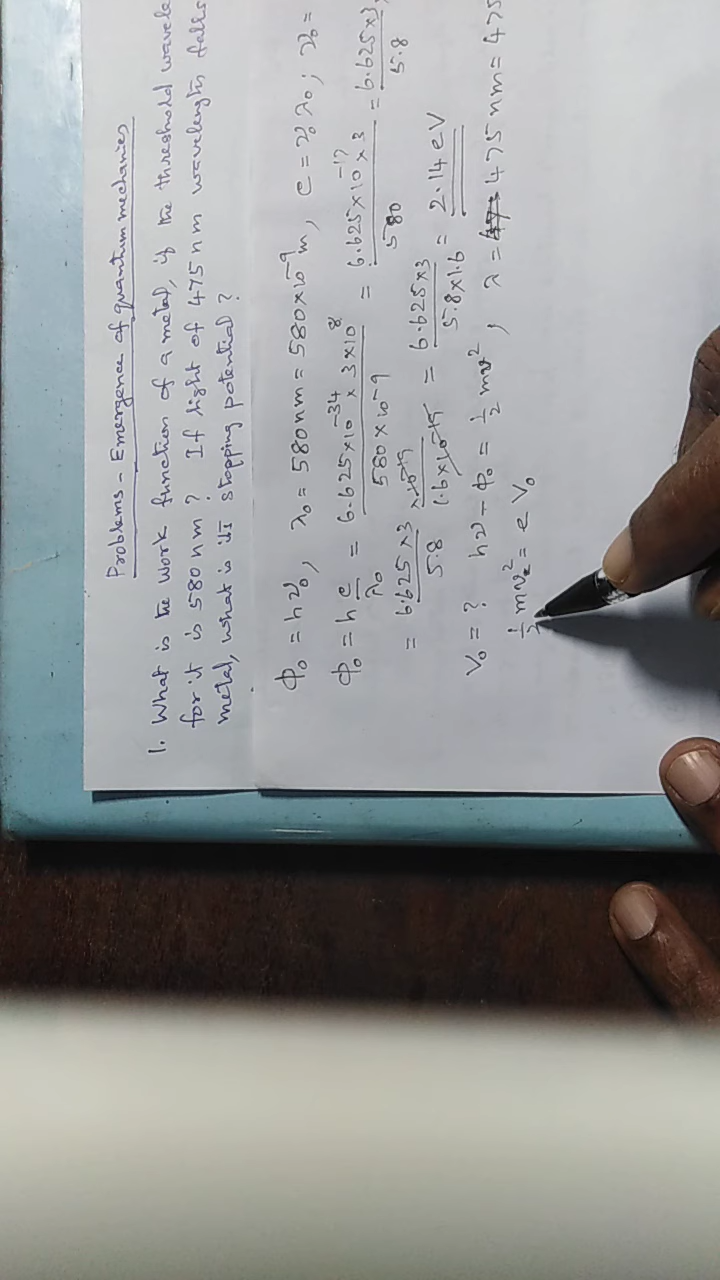 Problems - Emergence of quantum mechanics
1. What is the work function of a metal, if the threshold wavele
for it is 580 nm? If light of 475 nm wavelength falls
metal, what is its stopping potential?
Φ₀ = hν₀, λ₀ = 580nm = 580×10⁻⁹m, c = ν₀λ₀; ν₀ =
Φ₀ = h c/λ₀ = (6.625×10⁻³⁴ × 3×10⁸)/(580×10⁻⁹) = (6.625×10⁻¹⁷×3)/580 = (6.625×3)/5.8
= (6.625×3)/5.8 × 10⁻¹⁹/(1.6×10⁻¹⁹) = (6.625×3)/(5.8×1.6) = 2.14 eV
V₀ = ? hν - Φ₀ = ½ mv², λ = 475 nm = 475
½ mv² = e V₀